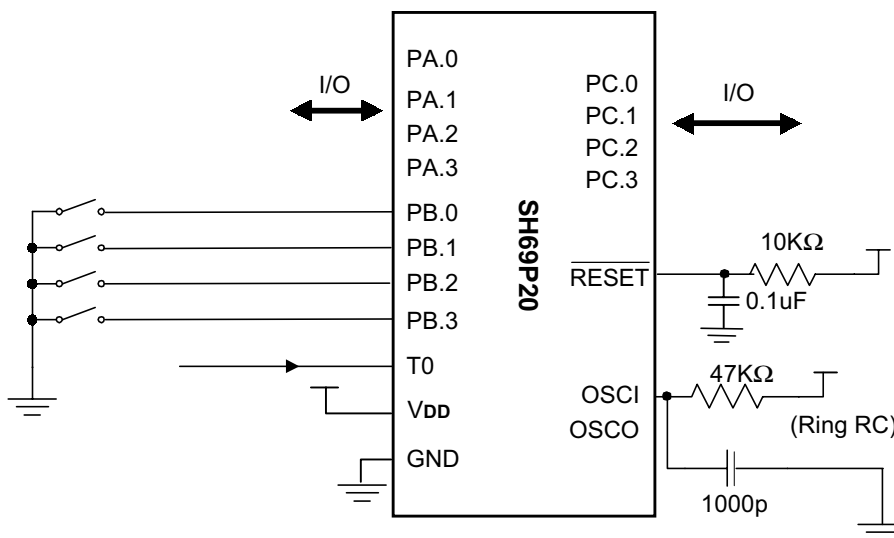 PA.0
I/O
PA.1
PA.2
PA.3
PB.0
PB.1
PB.2
PB.3
T0
VDD
GND
SH69P20
PC.0
PC.1
PC.2
PC.3
I/O
RESET
10KΩ
0.1uF
OSCI
47KΩ
OSCO
(Ring RC)
1000p